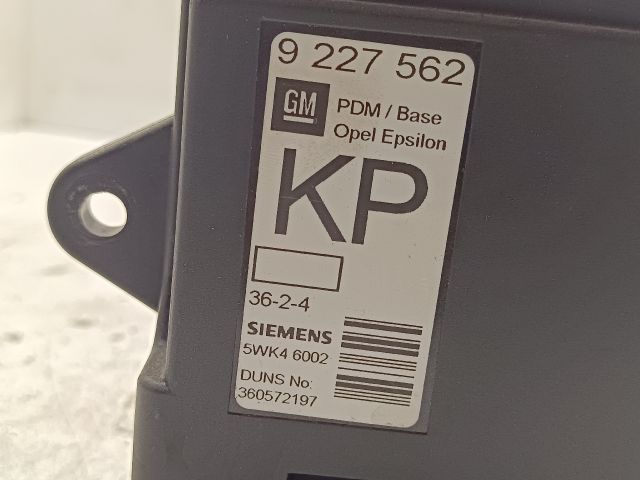 9 227 562
GM
PDM / Base
Opel Epsilon
KP
36-2-4
SIEMENS
5WK4 6002
DUNS No:
360572197